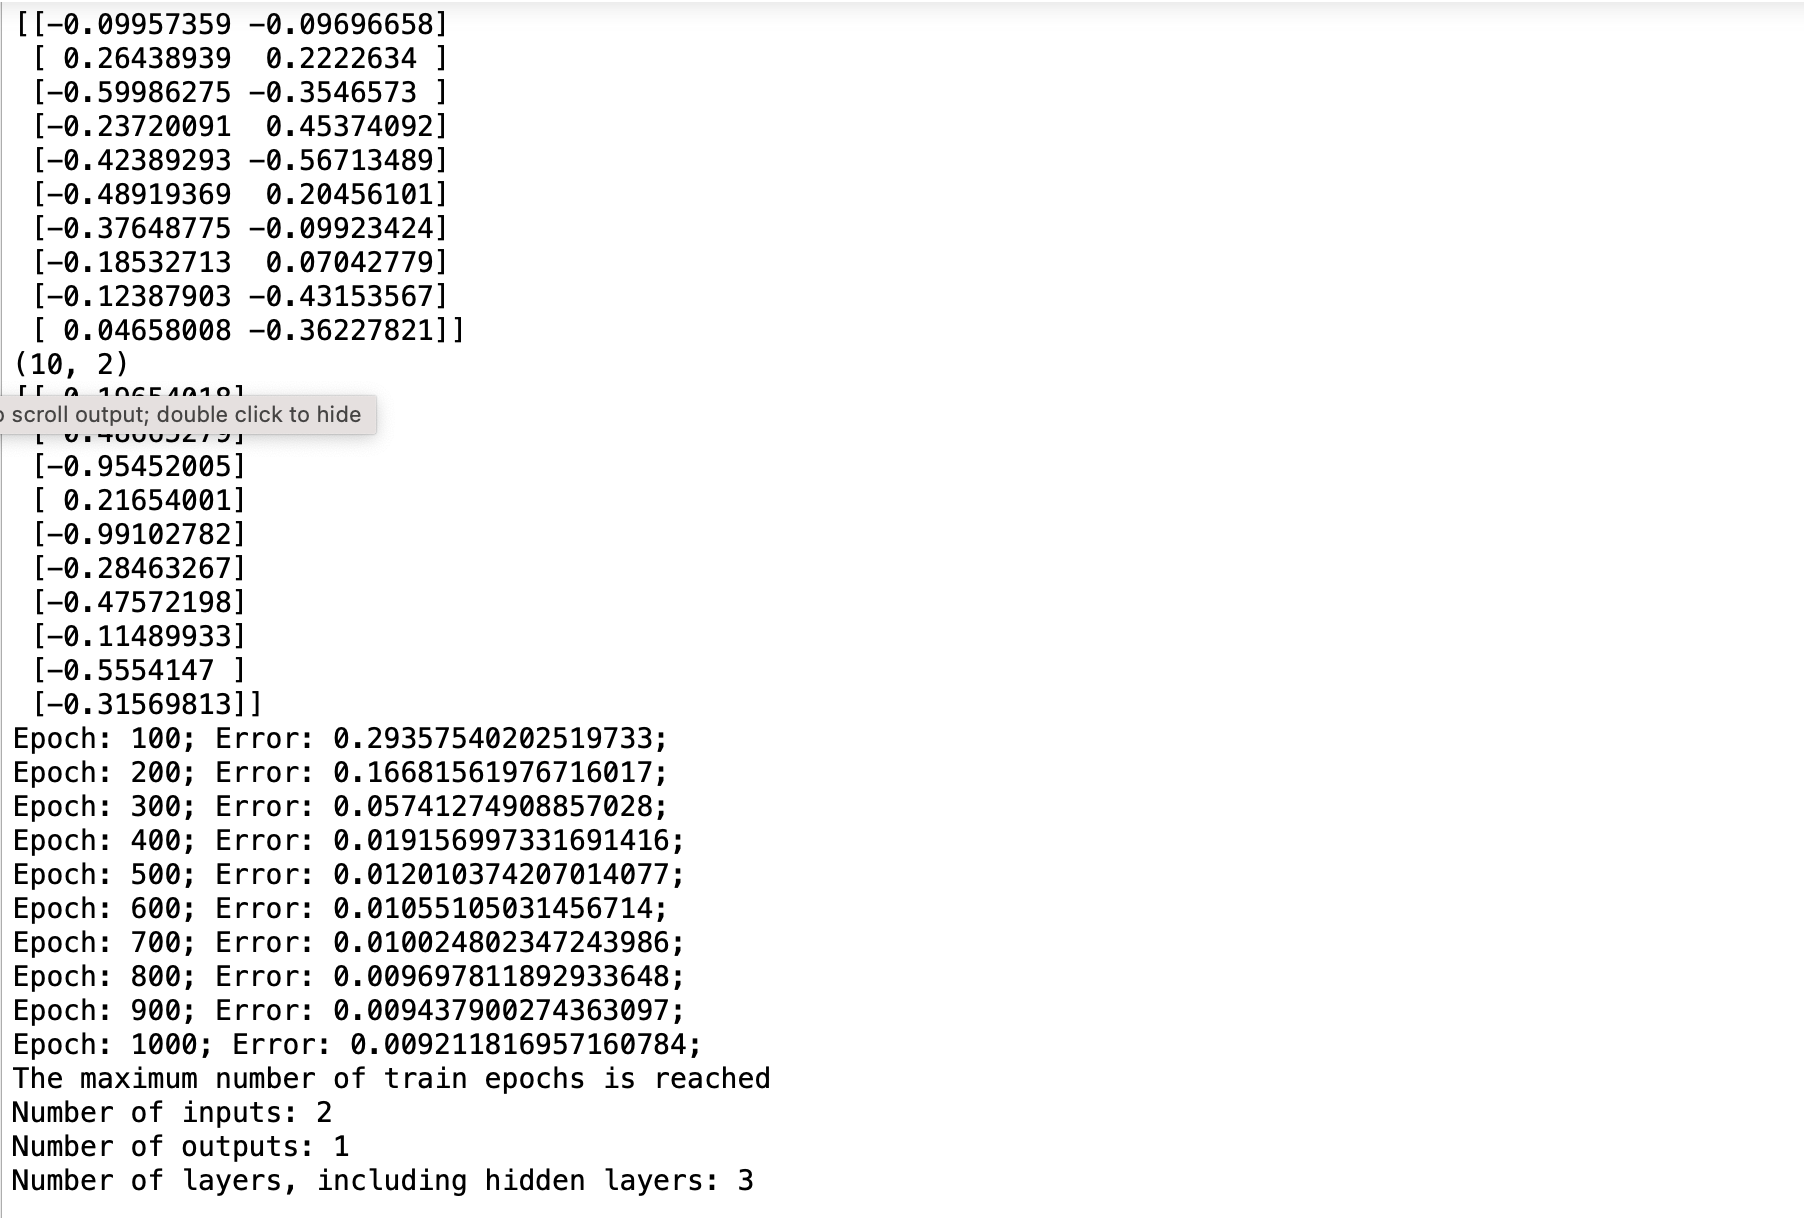 [[-0.09957359 -0.09696658]
[ 0.26438939 0.2222634 ]
[-0.59986275 -0.3546573 ]
[-0.23720091 0.45374092]
[-0.42389293 -0.56713489]
[-0.48919369 0.20456101]
[-0.37648775 -0.09923424]
[-0.18532713 0.07042779]
[-0.12387903 -0.43153567]
[ 0.04658008 -0.36227821]]
(10, 2)
scroll output; double click to hide
[ 0.48665279]
[-0.95452005]
[ 0.21654001]
[-0.99102782]
[-0.28463267]
[-0.47572198]
[-0.11489933]
[-0.5554147 ]
[-0.31569813]]
Epoch: 100; Error: 0.29357540202519733;
Epoch: 200; Error: 0.16681561976716017;
Epoch: 300; Error: 0.05741274908857028;
Epoch: 400; Error: 0.019156997331691416;
Epoch: 500; Error: 0.012010374207014077;
Epoch: 600; Error: 0.01055105031456714;
Epoch: 700; Error: 0.010024802347243986;
Epoch: 800; Error: 0.009697811892933648;
Epoch: 900; Error: 0.009437900274363097;
Epoch: 1000; Error: 0.009211816957160784;
The maximum number of train epochs is reached
Number of inputs: 2
Number of outputs: 1
Number of layers, including hidden layers: 3